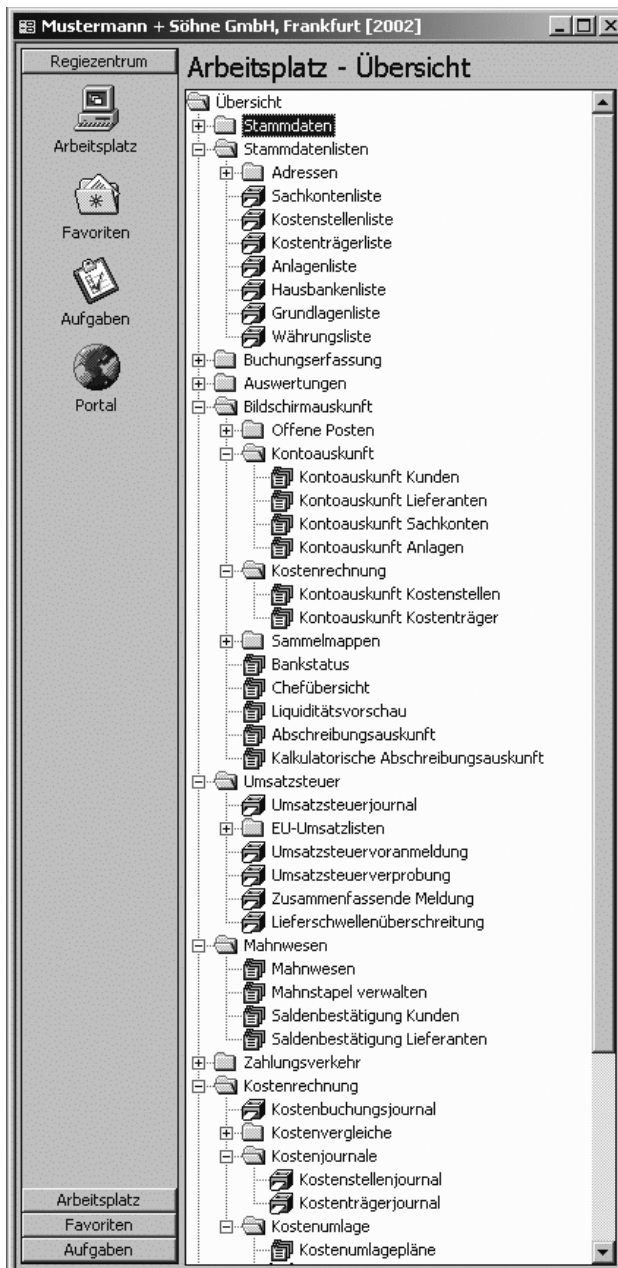 Mustermann + Söhne GmbH, Frankfurt [2002]
Regiezentrum
Arbeitsplatz
Favoriten
Aufgaben
Portal
Arbeitsplatz - Übersicht
Übersicht
Stammdaten
Stammdatenlisten
Adressen
Sachkontenliste
Kostenstellenliste
Kostenträgerliste
Anlagenliste
Hausbankenliste
Grundlagenliste
Währungsliste
Buchungserfassung
Auswertungen
Bildschirmauskunft
Offene Posten
Kontoauskunft
Kontoauskunft Kunden
Kontoauskunft Lieferanten
Kontoauskunft Sachkonten
Kontoauskunft Anlagen
Kostenrechnung
Kontoauskunft Kostenstellen
Kontoauskunft Kostenträger
Sammelmappen
Bankstatus
Chefübersicht
Liquiditätsvorschau
Abschreibungsauskunft
Kalkulatorische Abschreibungsauskunft
Umsatzsteuer
Umsatzsteuerjournal
EU-Umsatzlisten
Umsatzsteuervoranmeldung
Umsatzsteuerverprobung
Zusammenfassende Meldung
Lieferschwellenüberschreitung
Mahnwesen
Mahnwesen
Mahnstapel verwalten
Saldenbestätigung Kunden
Saldenbestätigung Lieferanten
Zahlungsverkehr
Kostenrechnung
Kostenbuchungsjournal
Kostenvergleiche
Kostenjournale
Kostenstellenjournal
Kostenträgerjournal
Kostenumlage
Kostenumlagepläne
Arbeitsplatz
Favoriten
Aufgaben